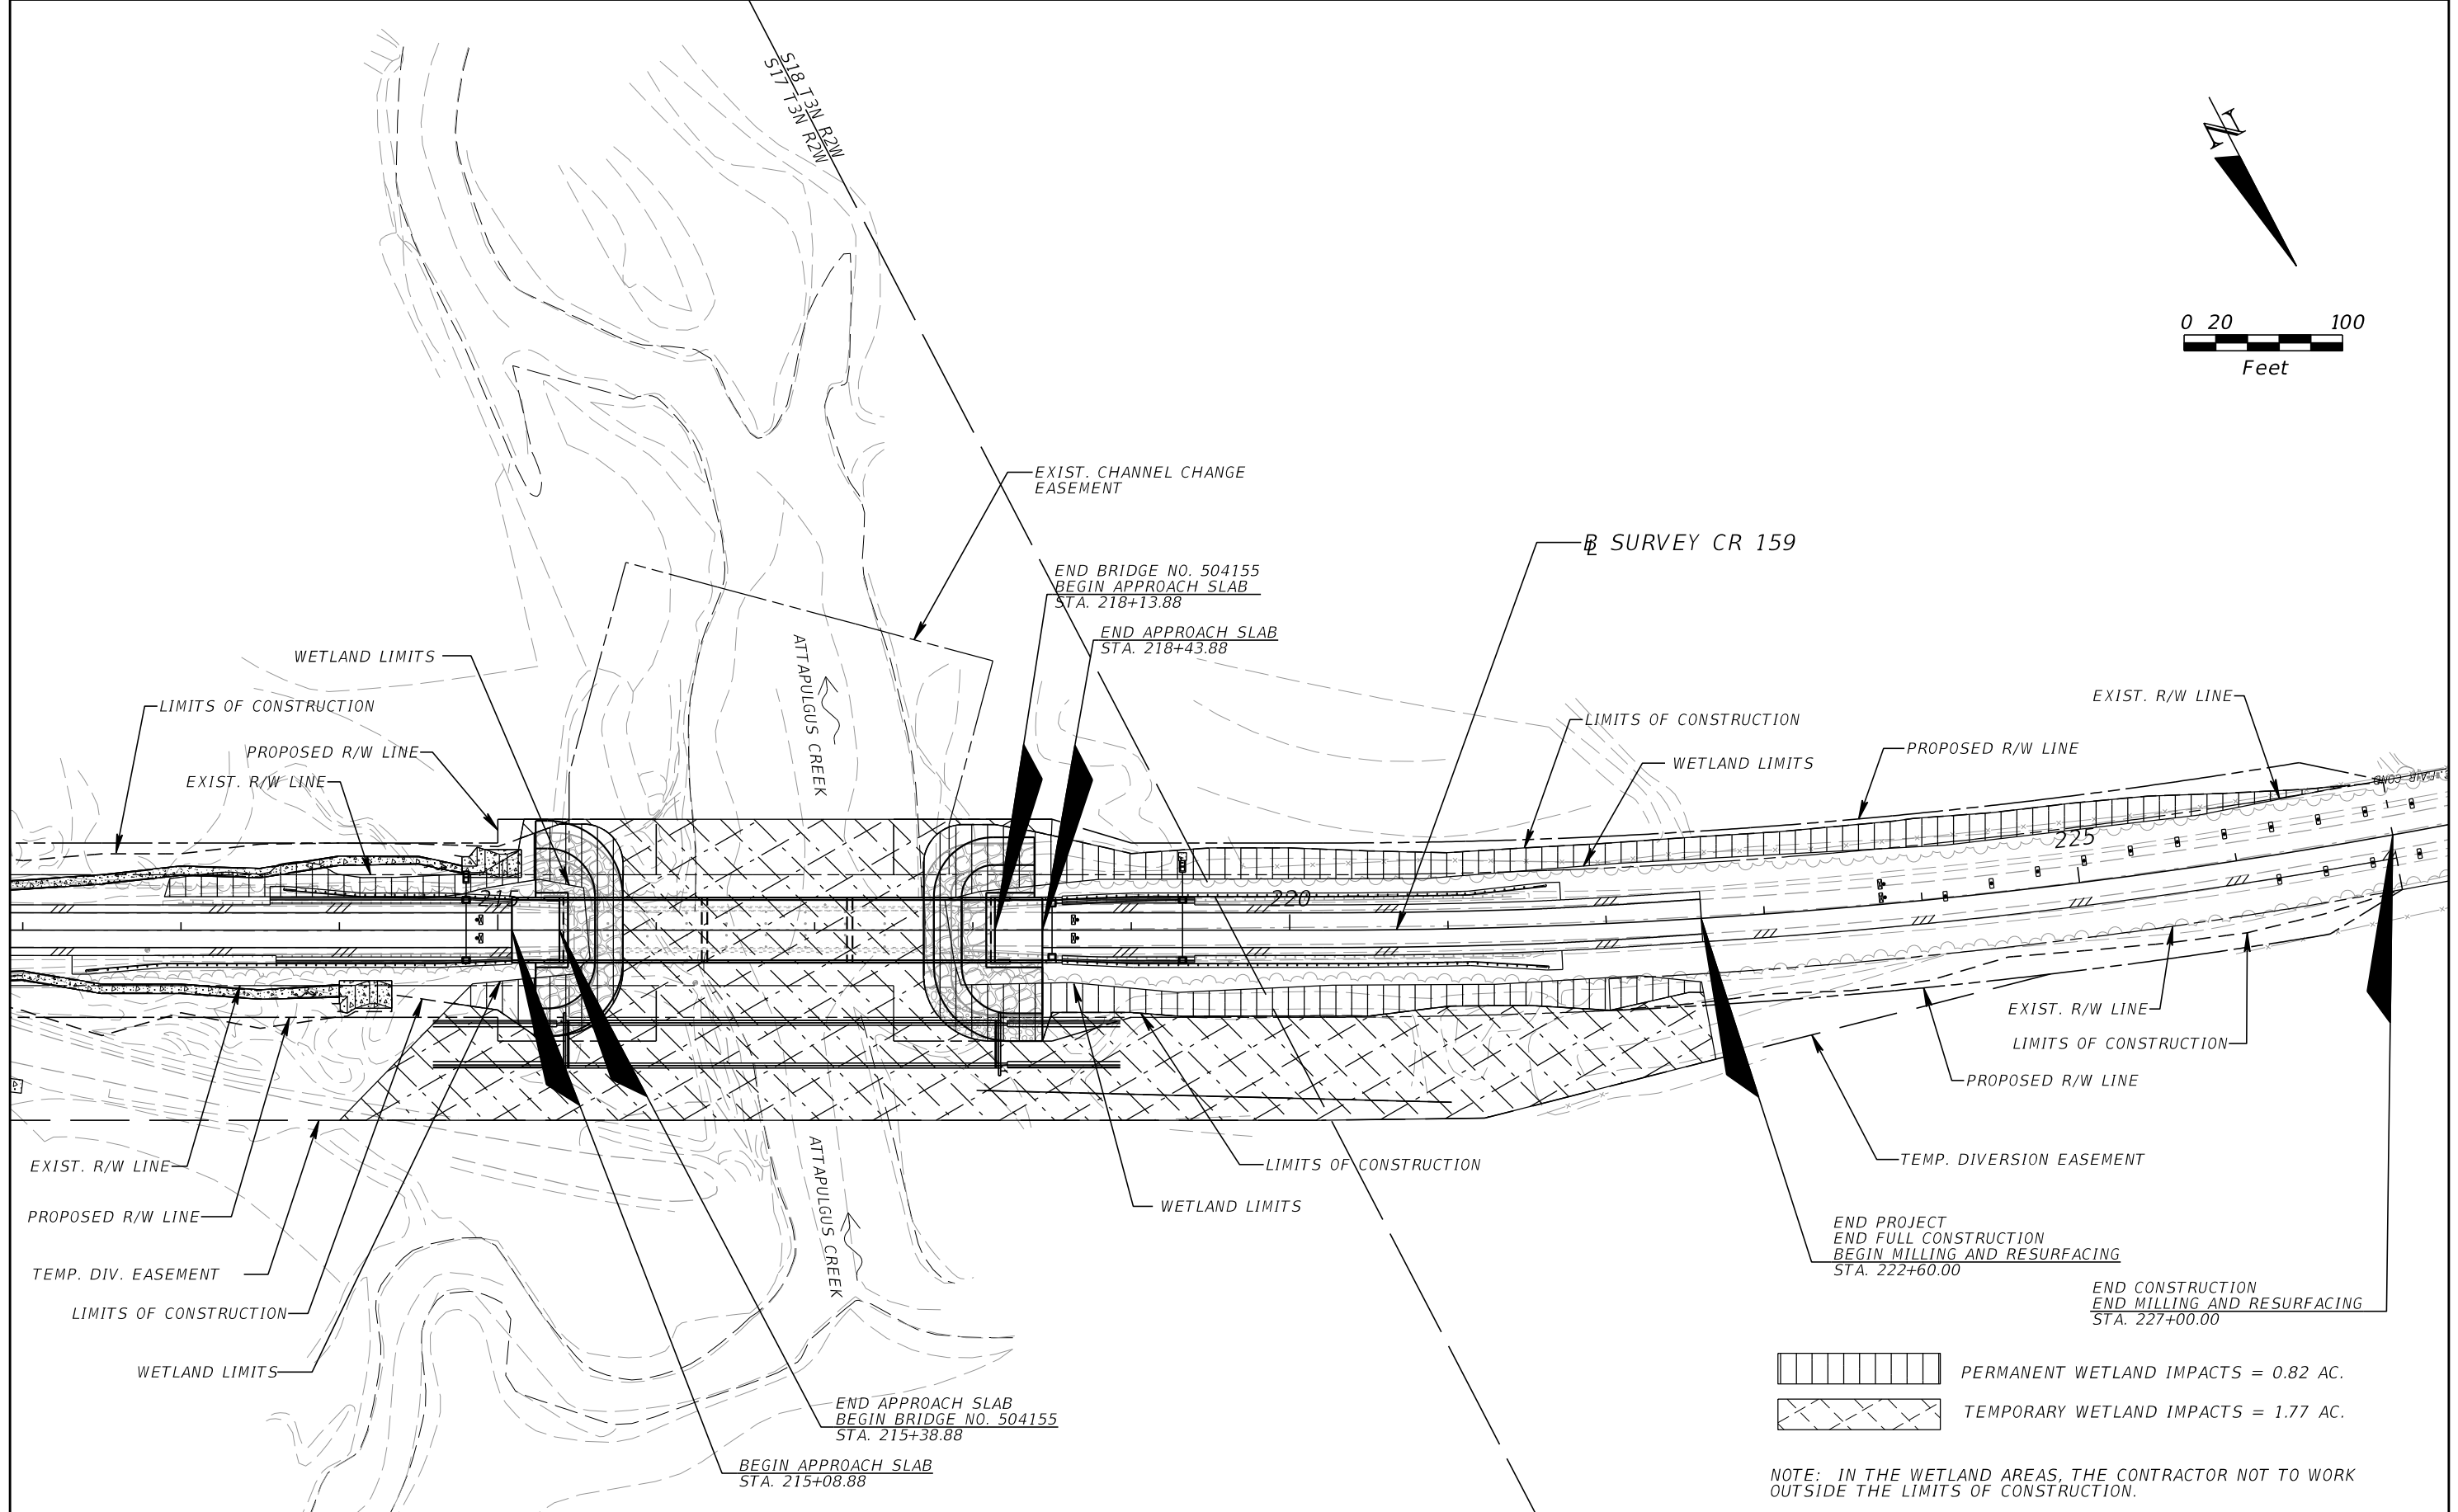 S18 T3N R2W
S17 T3N R2W
N
0 20 100
Feet
EXIST. CHANNEL CHANGE
EASEMENT
BL SURVEY CR 159
END BRIDGE NO. 504155
BEGIN APPROACH SLAB
STA. 218+13.88
END APPROACH SLAB
STA. 218+43.88
WETLAND LIMITS
LIMITS OF CONSTRUCTION
PROPOSED R/W LINE
EXIST. R/W LINE
ATTAPULGUS CREEK
LIMITS OF CONSTRUCTION
WETLAND LIMITS
PROPOSED R/W LINE
EXIST. R/W LINE
215
220
225
EXIST. R/W LINE
LIMITS OF CONSTRUCTION
PROPOSED R/W LINE
TEMP. DIVERSION EASEMENT
EXIST. R/W LINE
PROPOSED R/W LINE
TEMP. DIV. EASEMENT
LIMITS OF CONSTRUCTION
WETLAND LIMITS
ATTAPULGUS CREEK
LIMITS OF CONSTRUCTION
WETLAND LIMITS
END PROJECT
END FULL CONSTRUCTION
BEGIN MILLING AND RESURFACING
STA. 222+60.00
END CONSTRUCTION
END MILLING AND RESURFACING
STA. 227+00.00
END APPROACH SLAB
BEGIN BRIDGE NO. 504155
STA. 215+38.88
BEGIN APPROACH SLAB
STA. 215+08.88
PERMANENT WETLAND IMPACTS = 0.82 AC.
TEMPORARY WETLAND IMPACTS = 1.77 AC.
NOTE: IN THE WETLAND AREAS, THE CONTRACTOR NOT TO WORK
OUTSIDE THE LIMITS OF CONSTRUCTION.